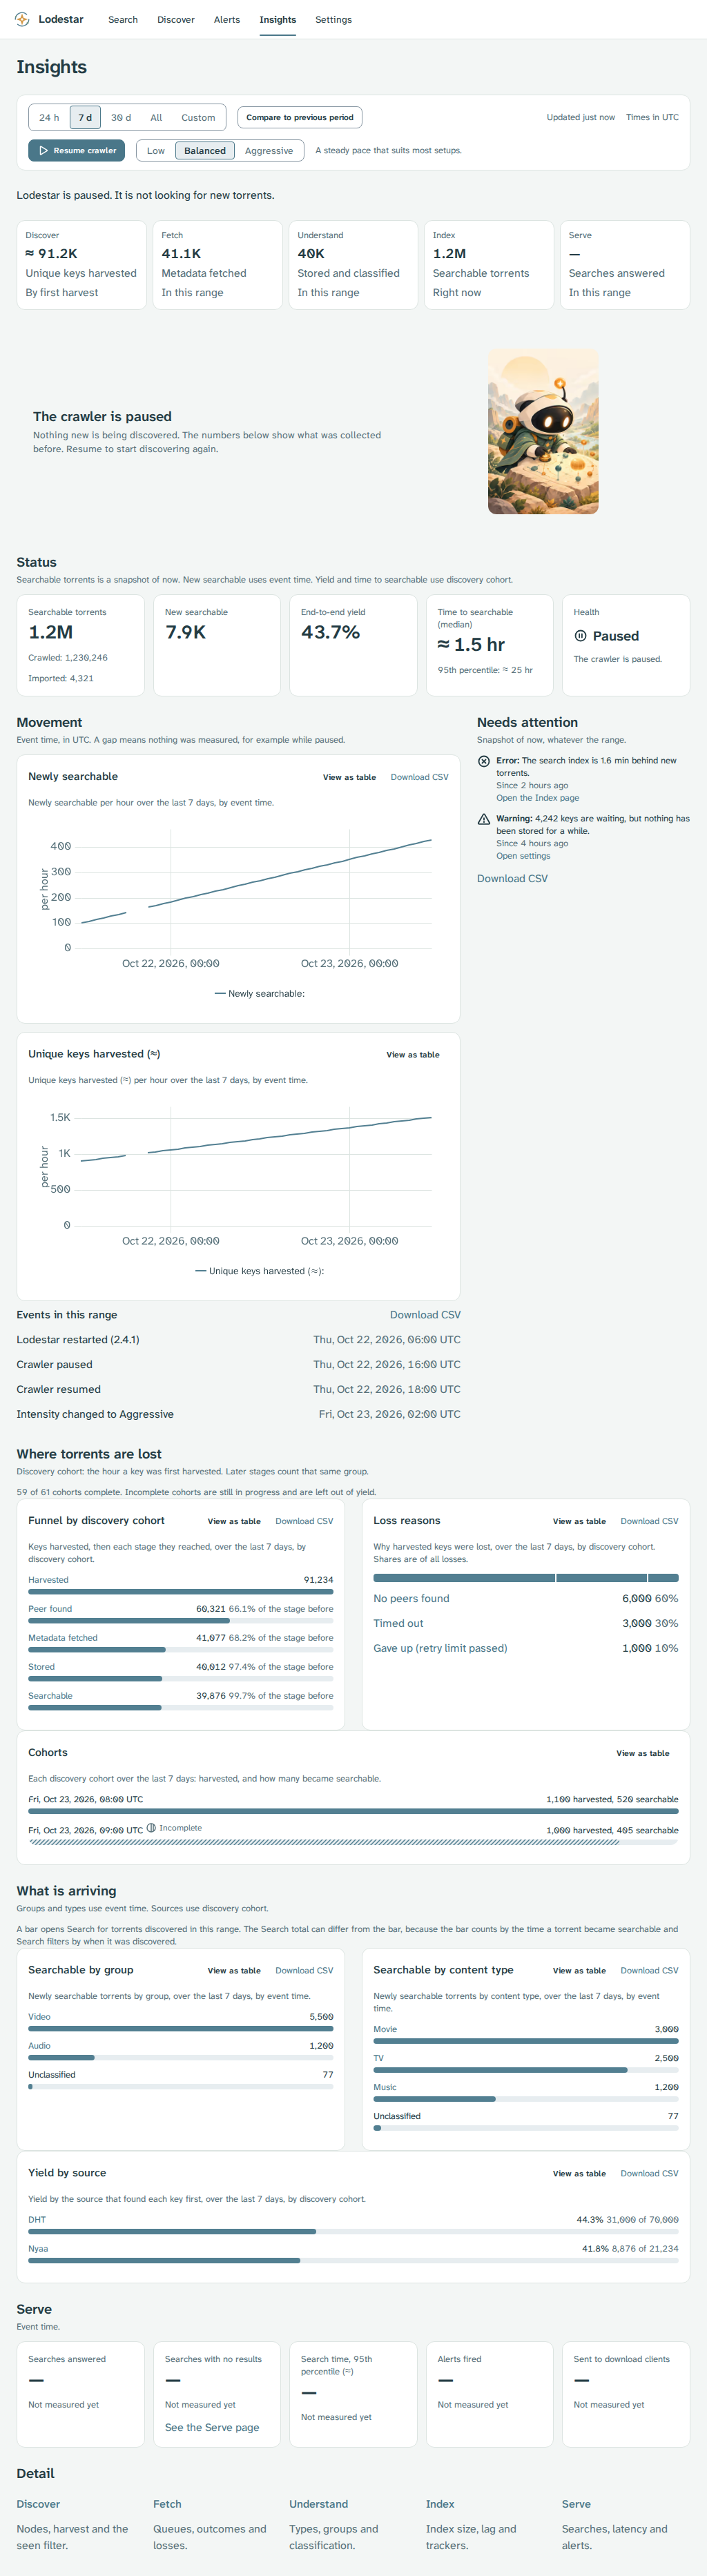 Lodestar
Search
Discover
Alerts
Insights
Settings
Insights
24 h
7 d
30 d
All
Custom
Compare to previous period
Updated just now
Times in UTC
Resume crawler
Low
Balanced
Aggressive
A steady pace that suits most setups.
Lodestar is paused. It is not looking for new torrents.
Discover
≈ 91.2K
Unique keys harvested
By first harvest
Fetch
41.1K
Metadata fetched
In this range
Understand
40K
Stored and classified
In this range
Index
1.2M
Searchable torrents
Right now
Serve
—
Searches answered
In this range
The crawler is paused
Nothing new is being discovered. The numbers below show what was collected
before. Resume to start discovering again.
Status
Searchable torrents is a snapshot of now. New searchable uses event time. Yield and time to searchable use discovery cohort.
Searchable torrents
1.2M
Crawled: 1,230,246
Imported: 4,321
New searchable
7.9K
End-to-end yield
43.7%
Time to searchable
(median)
≈ 1.5 hr
95th percentile: ≈ 25 hr
Health
Paused
The crawler is paused.
Movement
Event time, in UTC. A gap means nothing was measured, for example while paused.
Newly searchable
View as table
Download CSV
Newly searchable per hour over the last 7 days, by event time.
per hour
400
300
200
100
0
Oct 22, 2026, 00:00
Oct 23, 2026, 00:00
Newly searchable:
Unique keys harvested (≈)
View as table
Unique keys harvested (≈) per hour over the last 7 days, by event time.
per hour
1.5K
1K
500
0
Oct 22, 2026, 00:00
Oct 23, 2026, 00:00
Unique keys harvested (≈):
Events in this range
Download CSV
Lodestar restarted (2.4.1)
Thu, Oct 22, 2026, 06:00 UTC
Crawler paused
Thu, Oct 22, 2026, 16:00 UTC
Crawler resumed
Thu, Oct 22, 2026, 18:00 UTC
Intensity changed to Aggressive
Fri, Oct 23, 2026, 02:00 UTC
Needs attention
Snapshot of now, whatever the range.
Error: The search index is 1.6 min behind new
torrents.
Since 2 hours ago
Open the Index page
Warning: 4,242 keys are waiting, but nothing has
been stored for a while.
Since 4 hours ago
Open settings
Download CSV
Where torrents are lost
Discovery cohort: the hour a key was first harvested. Later stages count that same group.
59 of 61 cohorts complete. Incomplete cohorts are still in progress and are left out of yield.
Funnel by discovery cohort
View as table
Download CSV
Keys harvested, then each stage they reached, over the last 7 days, by
discovery cohort.
Harvested
91,234
Peer found
60,321 66.1% of the stage before
Metadata fetched
41,077 68.2% of the stage before
Stored
40,012 97.4% of the stage before
Searchable
39,876 99.7% of the stage before
Loss reasons
View as table
Download CSV
Why harvested keys were lost, over the last 7 days, by discovery cohort.
Shares are of all losses.
No peers found
6,000 60%
Timed out
3,000 30%
Gave up (retry limit passed)
1,000 10%
Cohorts
View as table
Each discovery cohort over the last 7 days: harvested, and how many became searchable.
Fri, Oct 23, 2026, 08:00 UTC
1,100 harvested, 520 searchable
Fri, Oct 23, 2026, 09:00 UTC
Incomplete
1,000 harvested, 405 searchable
What is arriving
Groups and types use event time. Sources use discovery cohort.
A bar opens Search for torrents discovered in this range. The Search total can differ from the bar, because the bar counts by the time a torrent became searchable and
Search filters by when it was discovered.
Searchable by group
View as table
Download CSV
Newly searchable torrents by group, over the last 7 days, by event time.
Video
5,500
Audio
1,200
Unclassified
77
Searchable by content type
View as table
Download CSV
Newly searchable torrents by content type, over the last 7 days, by event
time.
Movie
3,000
TV
2,500
Music
1,200
Unclassified
77
Yield by source
View as table
Download CSV
Yield by the source that found each key first, over the last 7 days, by discovery cohort.
DHT
44.3% 31,000 of 70,000
Nyaa
41.8% 8,876 of 21,234
Serve
Event time.
Searches answered
—
Not measured yet
Searches with no results
—
Not measured yet
See the Serve page
Search time, 95th
percentile (≈)
—
Not measured yet
Alerts fired
—
Not measured yet
Sent to download clients
—
Not measured yet
Detail
Discover
Nodes, harvest and the
seen filter.
Fetch
Queues, outcomes and
losses.
Understand
Types, groups and
classification.
Index
Index size, lag and
trackers.
Serve
Searches, latency and
alerts.